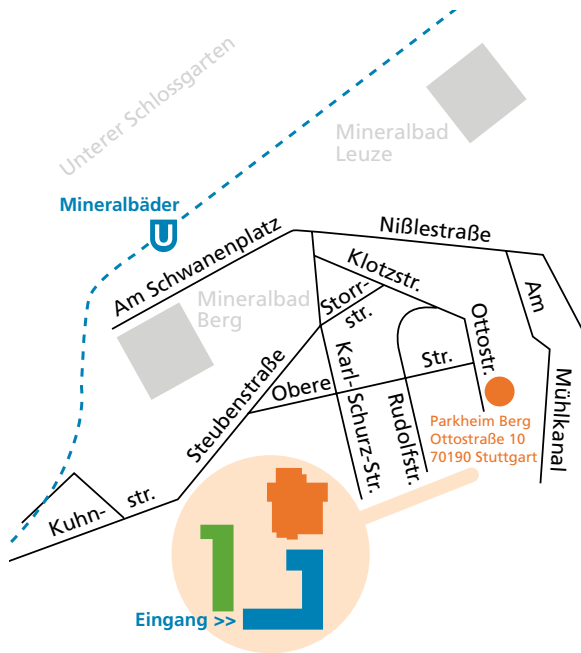 Unterer Schlossgarten
Mineralbad
Leuze
Mineralbäder
U
Am Schwanenplatz
Nißlestraße
Klotzstr.
Am
Mühlkanal
Mineralbad
Berg
Storr-
str.
Ottostr.
Steubenstraße
Obere
Str.
Karl-Schurz-Str.
Rudolfstr.
Parkheim Berg
Ottostraße 10
70190 Stuttgart
Kuhn-
str.
Eingang >>